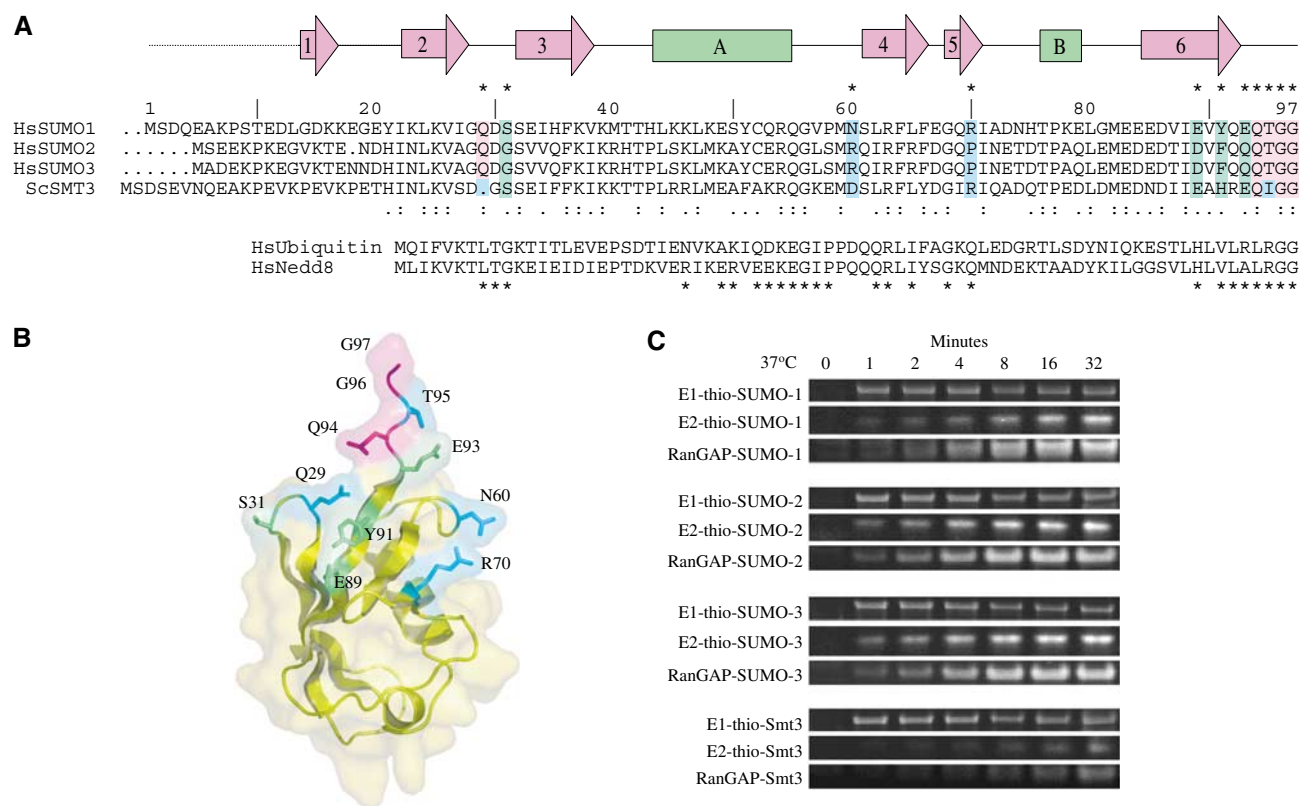 A
1 2 3 A 4 5 B 6
* * * * * * * * * * *
1 20 40 60 80 97
HsSUMO1 ..MSDQEAKPSTEDLGDKKEGEYIKLKVIGQDSSEIHFKVKMTTHLKKLKESYCQRQGVPMNSLRFLFEGQRIADNHTPKELGMEEEDVIEVYQEQTGG
HsSUMO2 ......MSEEKPKEGVKTE.NDHINLKVAGQDGSVVQFKIKRHTPLSKLMKAYCERQGLSMRQIRFRFDGQPINETDTPAQLEMEDEDVIDVFQQQTGG
HsSUMO3 ......MADEKPKEGVKTENNDHINLKVAGQDGSVVQFKIKRHTPLSKLMKAYCERQGLSMRQIRFRFDGQPINETDTPAQLEMEDEDVIDVFQQQTGG
ScSMT3 MSDSEVNQEAKPEVKPEVKPETHINLKVSD.GSSEIFFKIKKTTPLRRLMEAFAKRQGKEMDSLRFLYDGIRIQADQTPEDLDMEDNDIIEAHREQIGG
HsUbiquitin MQIFVKTLTGKTITLEVEPSDTIENVKAKIQDKEGIPPDQQRLIFAGKQLEDGRTLSDYNIQKESTLHLVLRLRGG
HsNedd8 MLIKVKTLTGKEIEIDIEPTDKVERIKERVEEKEGIPPQQQRLIYSGKQMNDEKTAADYKILGGSVLHLVLALRGG
*** * ** ******* ** * * * * *******
B
G97
G96
T95
Q94
E93
Q29
N60
S31
Y91
R70
E89
C
Minutes
37°C 0 1 2 4 8 16 32
E1-thio-SUMO-1
E2-thio-SUMO-1
RanGAP-SUMO-1
E1-thio-SUMO-2
E2-thio-SUMO-2
RanGAP-SUMO-2
E1-thio-SUMO-3
E2-thio-SUMO-3
RanGAP-SUMO-3
E1-thio-Smt3
E2-thio-Smt3
RanGAP-Smt3